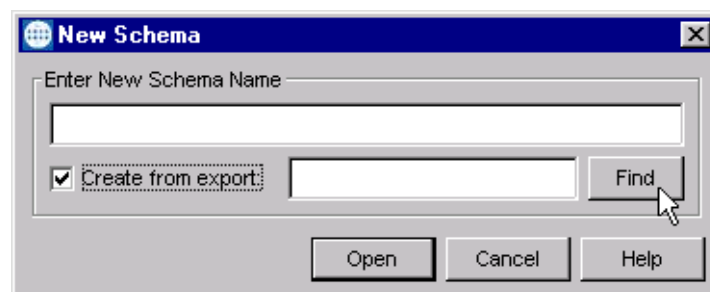 New Schema
Enter New Schema Name
Create from export: Find
Open Cancel Help